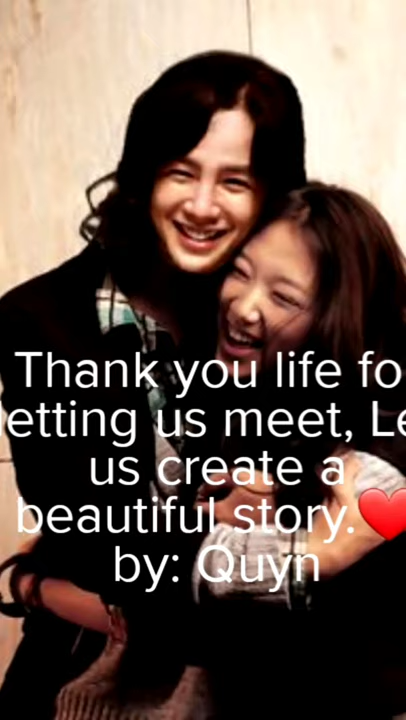 Thank you life fo
etting us meet, Le
us create a
beautiful story.❤️
by: Quyn